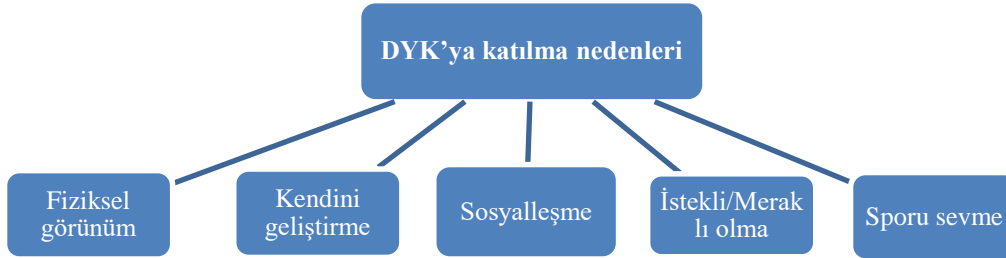 DYK’ya katılma nedenleri
Fiziksel
görünüm
Kendini
geliştirme
Sosyalleşme
İstekli/Merak
lı olma
Sporu sevme